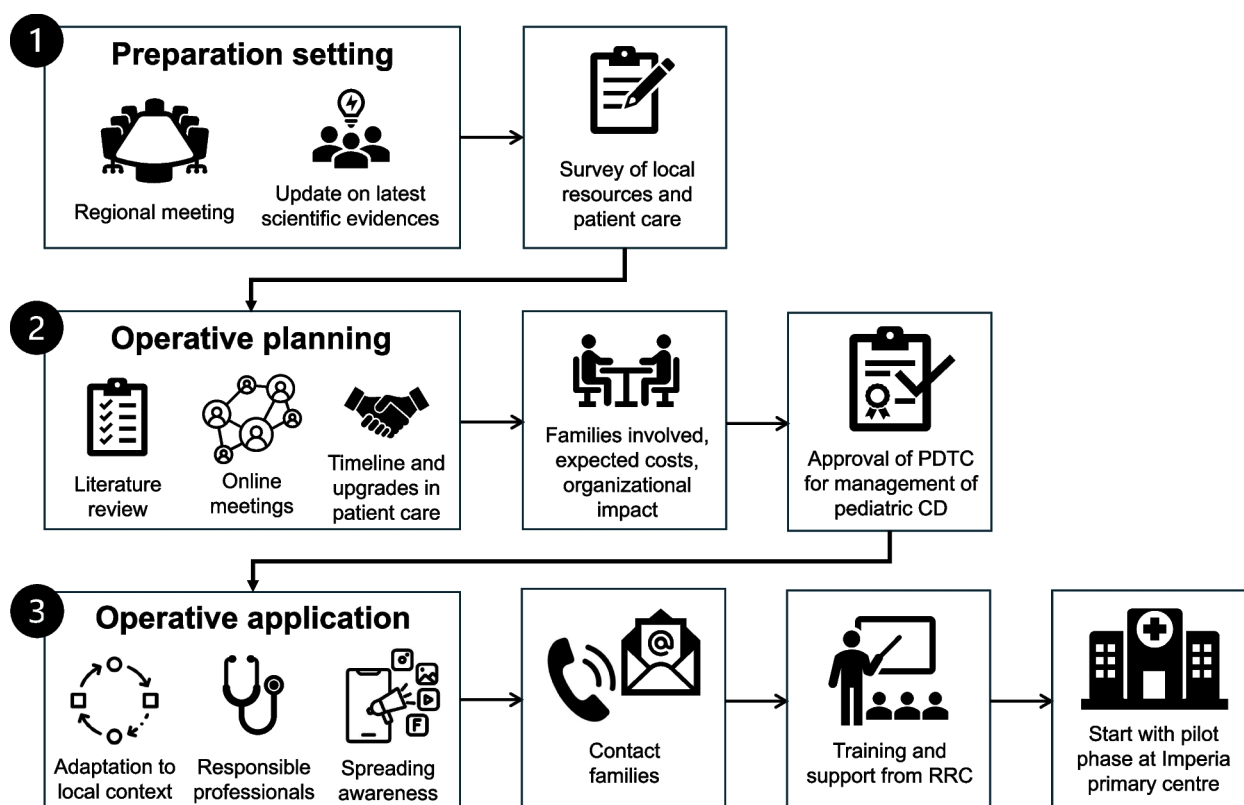 1
Preparation setting
Regional meeting
Update on latest
scientific evidences
Survey of local
resources and
patient care
2
Operative planning
Literature
review
Online
meetings
Timeline and
upgrades in
patient care
Families involved,
expected costs,
organizational
impact
Approval of PDTC
for management of
pediatric CD
3
Operative application
Adaptation to
local context
Responsible
professionals
F
Spreading
awareness
@
Contact
families
Training and
support from RRC
Start with pilot
phase at Imperia
primary centre